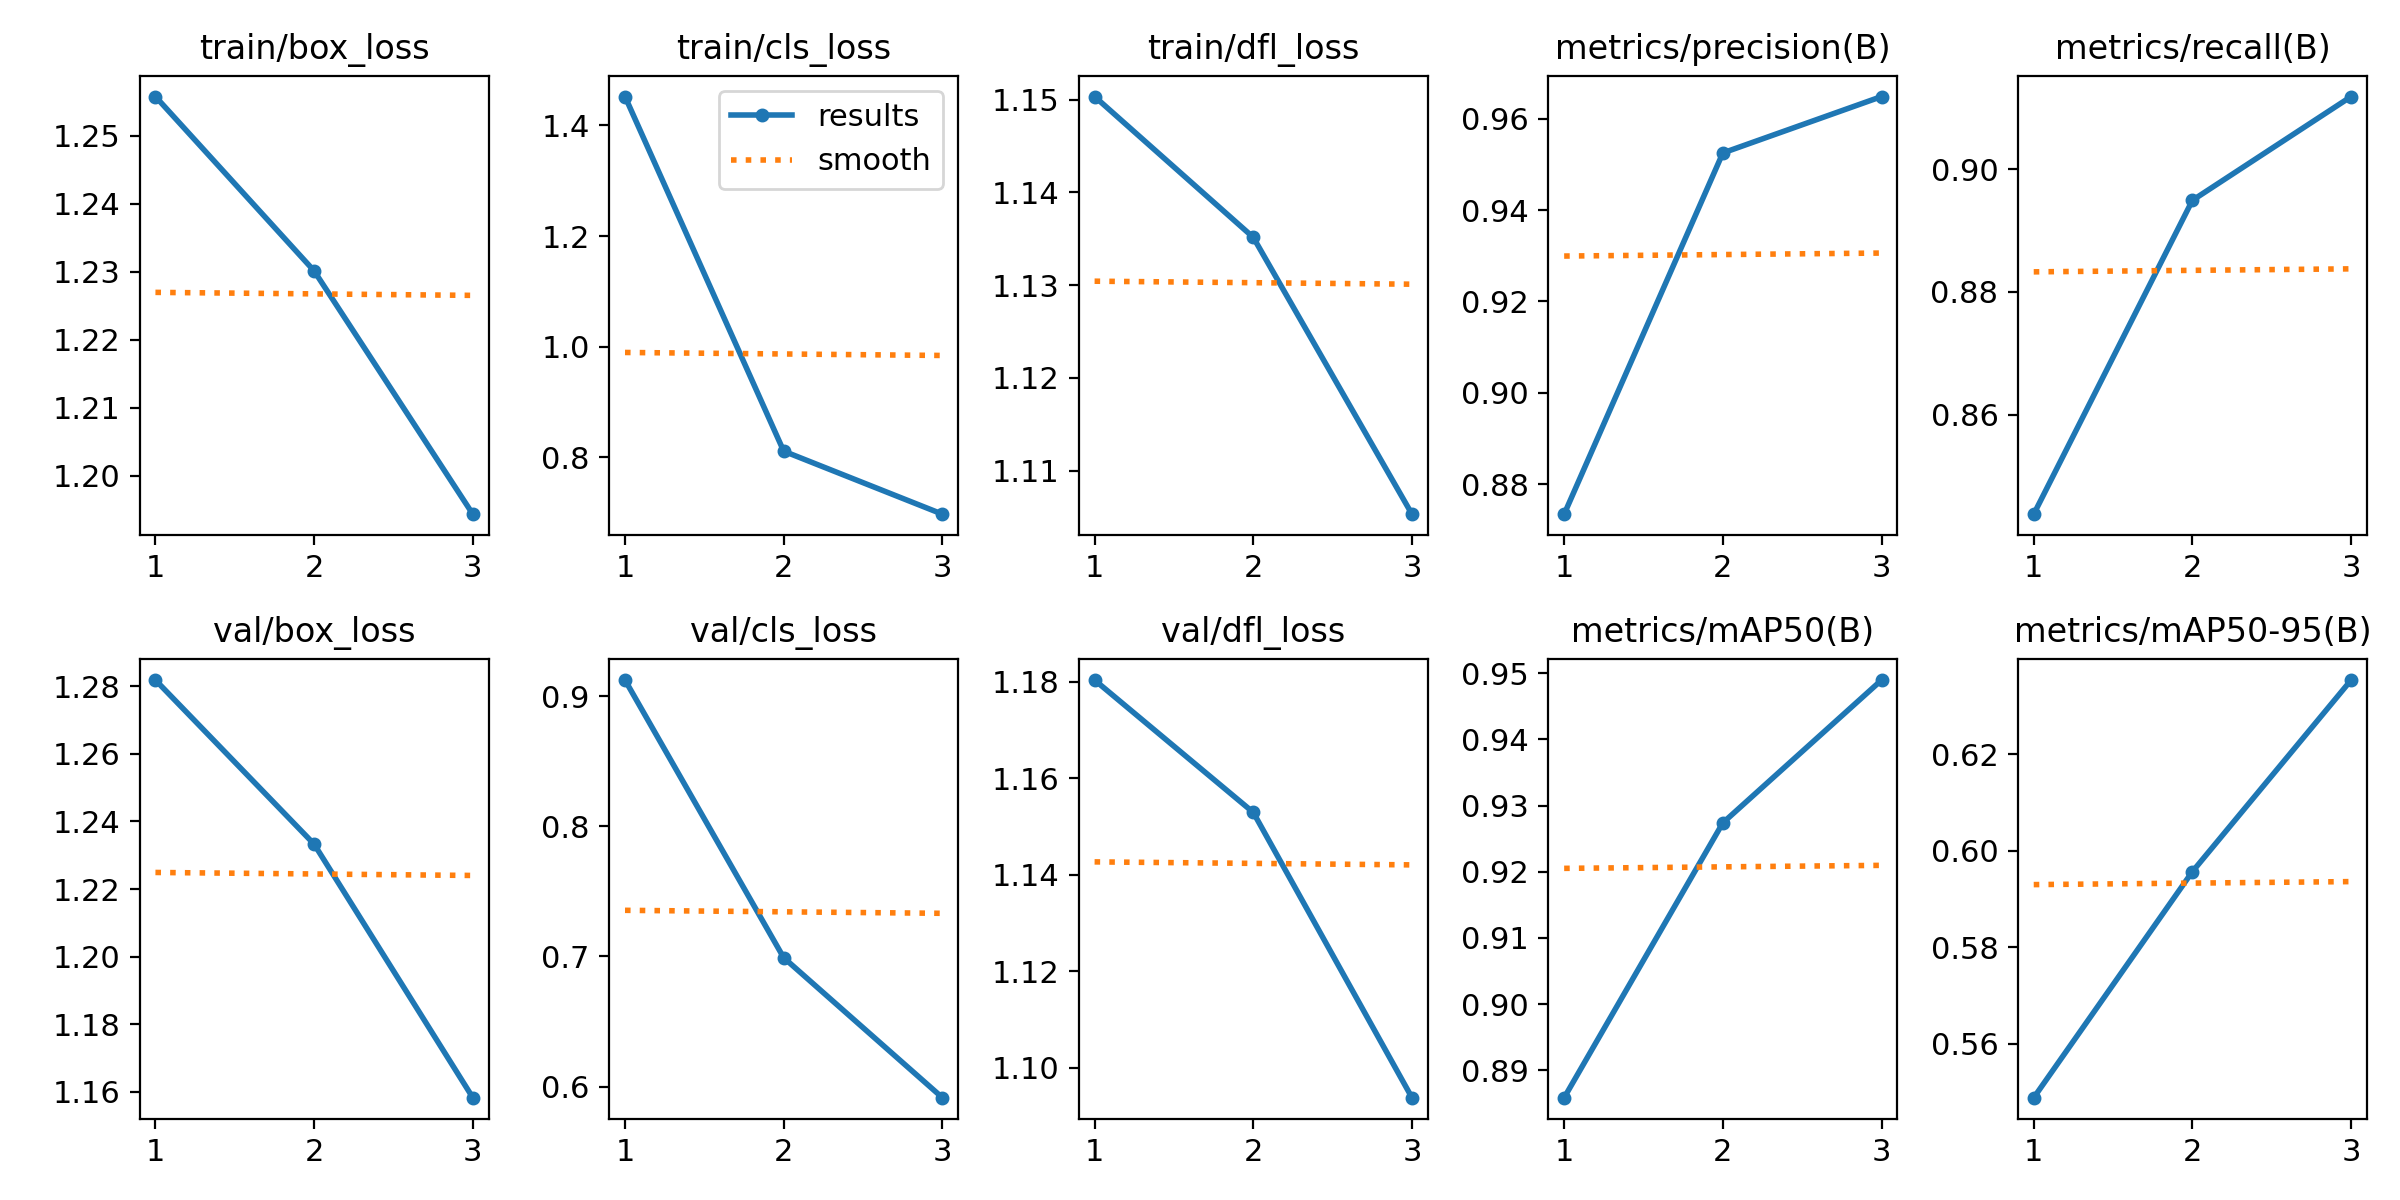 train/box_loss
1.25
1.24
1.23
1.22
1.21
1.20
1 2 3
train/cls_loss
results
smooth
1.4
1.2
1.0
0.8
1 2 3
train/dfl_loss
1.15
1.14
1.13
1.12
1.11
1 2 3
metrics/precision(B)
0.96
0.94
0.92
0.90
0.88
1 2 3
metrics/recall(B)
0.90
0.88
0.86
1 2 3
val/box_loss
1.28
1.26
1.24
1.22
1.20
1.18
1.16
1 2 3
val/cls_loss
0.9
0.8
0.7
0.6
1 2 3
val/dfl_loss
1.18
1.16
1.14
1.12
1.10
1 2 3
metrics/mAP50(B)
0.95
0.94
0.93
0.92
0.91
0.90
0.89
1 2 3
metrics/mAP50-95(B)
0.62
0.60
0.58
0.56
1 2 3